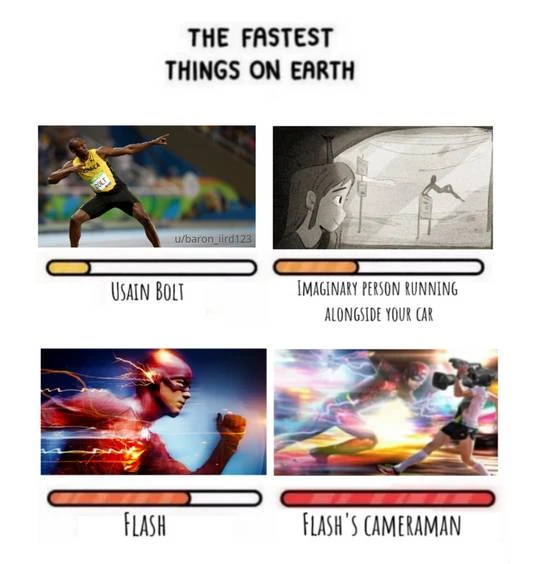 THE FASTEST
THINGS ON EARTH
BOLT
u/baron_iird123
USAIN BOLT
IMAGINARY PERSON RUNNING
ALONGSIDE YOUR CAR
FLASH
FLASH'S CAMERAMAN